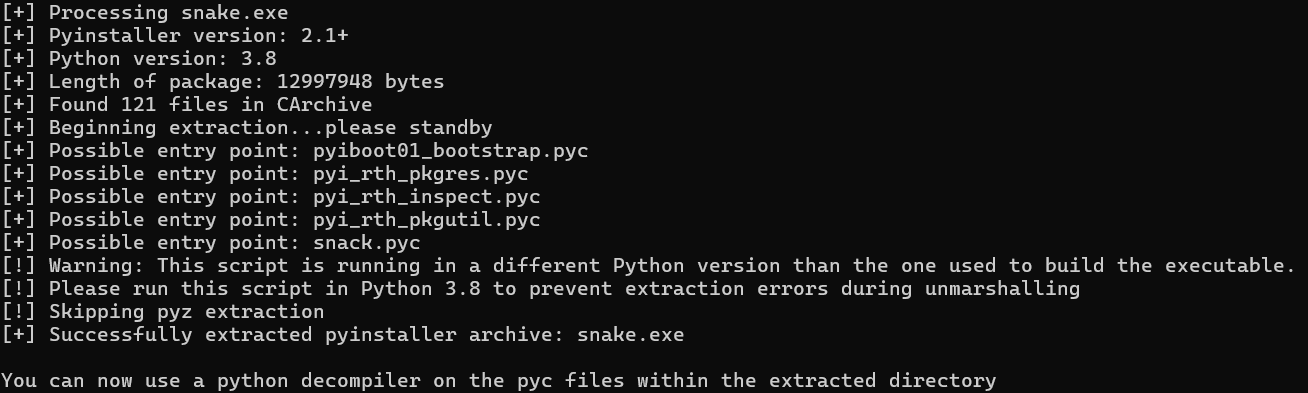 [+] Processing snake.exe
[+] Pyinstaller version: 2.1+
[+] Python version: 3.8
[+] Length of package: 12997948 bytes
[+] Found 121 files in CArchive
[+] Beginning extraction...please standby
[+] Possible entry point: pyiboot01_bootstrap.pyc
[+] Possible entry point: pyi_rth_pkgres.pyc
[+] Possible entry point: pyi_rth_inspect.pyc
[+] Possible entry point: pyi_rth_pkgutil.pyc
[+] Possible entry point: snack.pyc
[!] Warning: This script is running in a different Python version than the one used to build the executable.
[!] Please run this script in Python 3.8 to prevent extraction errors during unmarshalling
[!] Skipping pyz extraction
[+] Successfully extracted pyinstaller archive: snake.exe
You can now use a python decompiler on the pyc files within the extracted directory